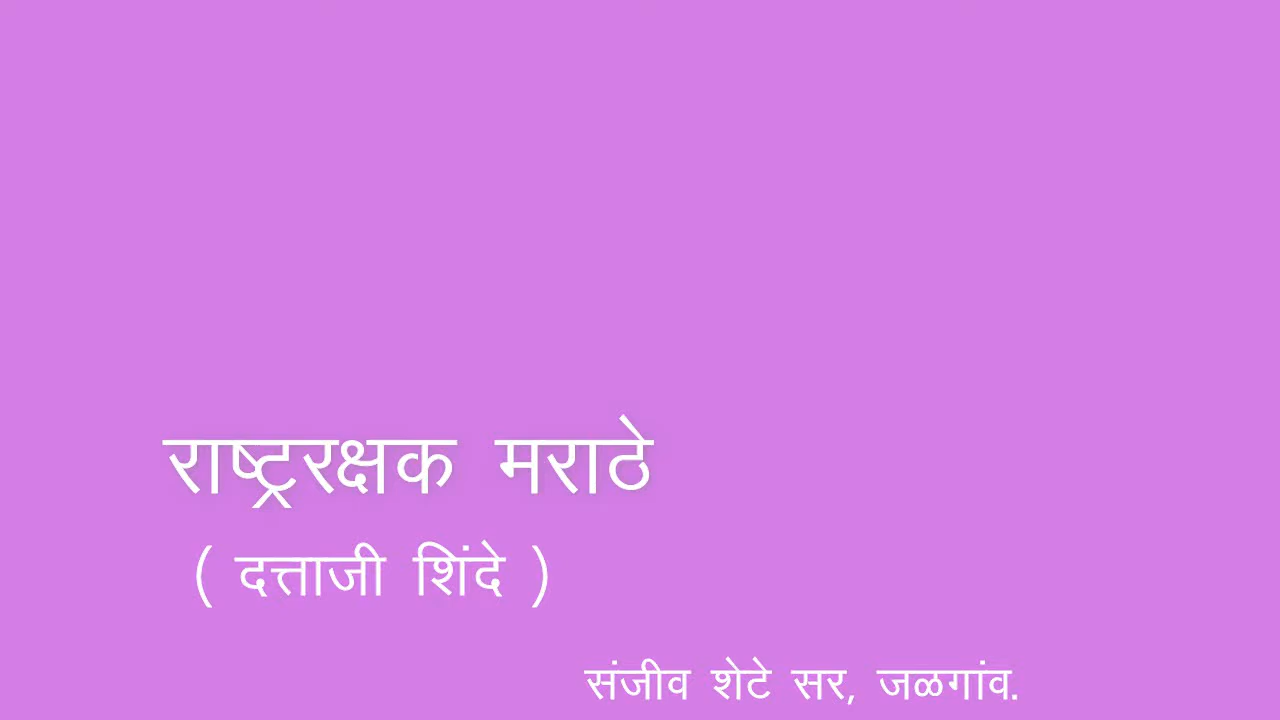 राष्ट्ररक्षक मराठे
( दत्ताजी शिंदे )
संजीव शेटे सर, जळगांव.